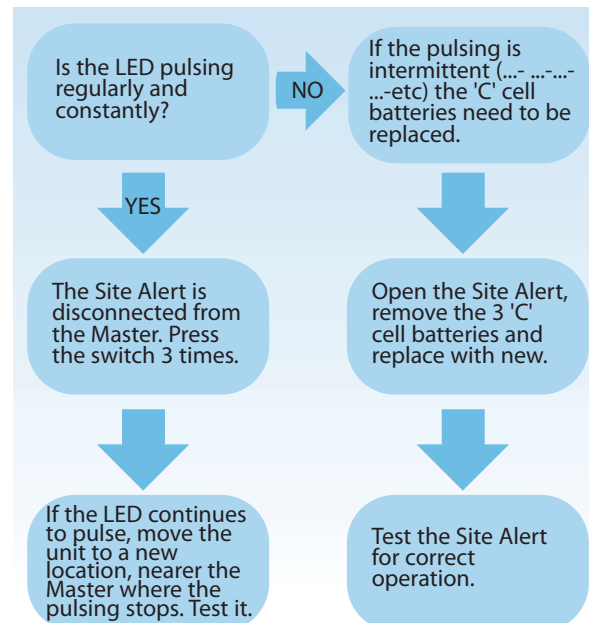 Is the LED pulsing
regularly and
constantly?
NO
If the pulsing is
intermittent (...- ...-...-
...-etc) the 'C' cell
batteries need to be
replaced.
YES
The Site Alert is
disconnected from
the Master. Press
the switch 3 times.
Open the Site Alert,
remove the 3 'C'
cell batteries and
replace with new.
If the LED continues
to pulse, move the
unit to a new
location, nearer the
Master where the
pulsing stops. Test it.
Test the Site Alert
for correct
operation.